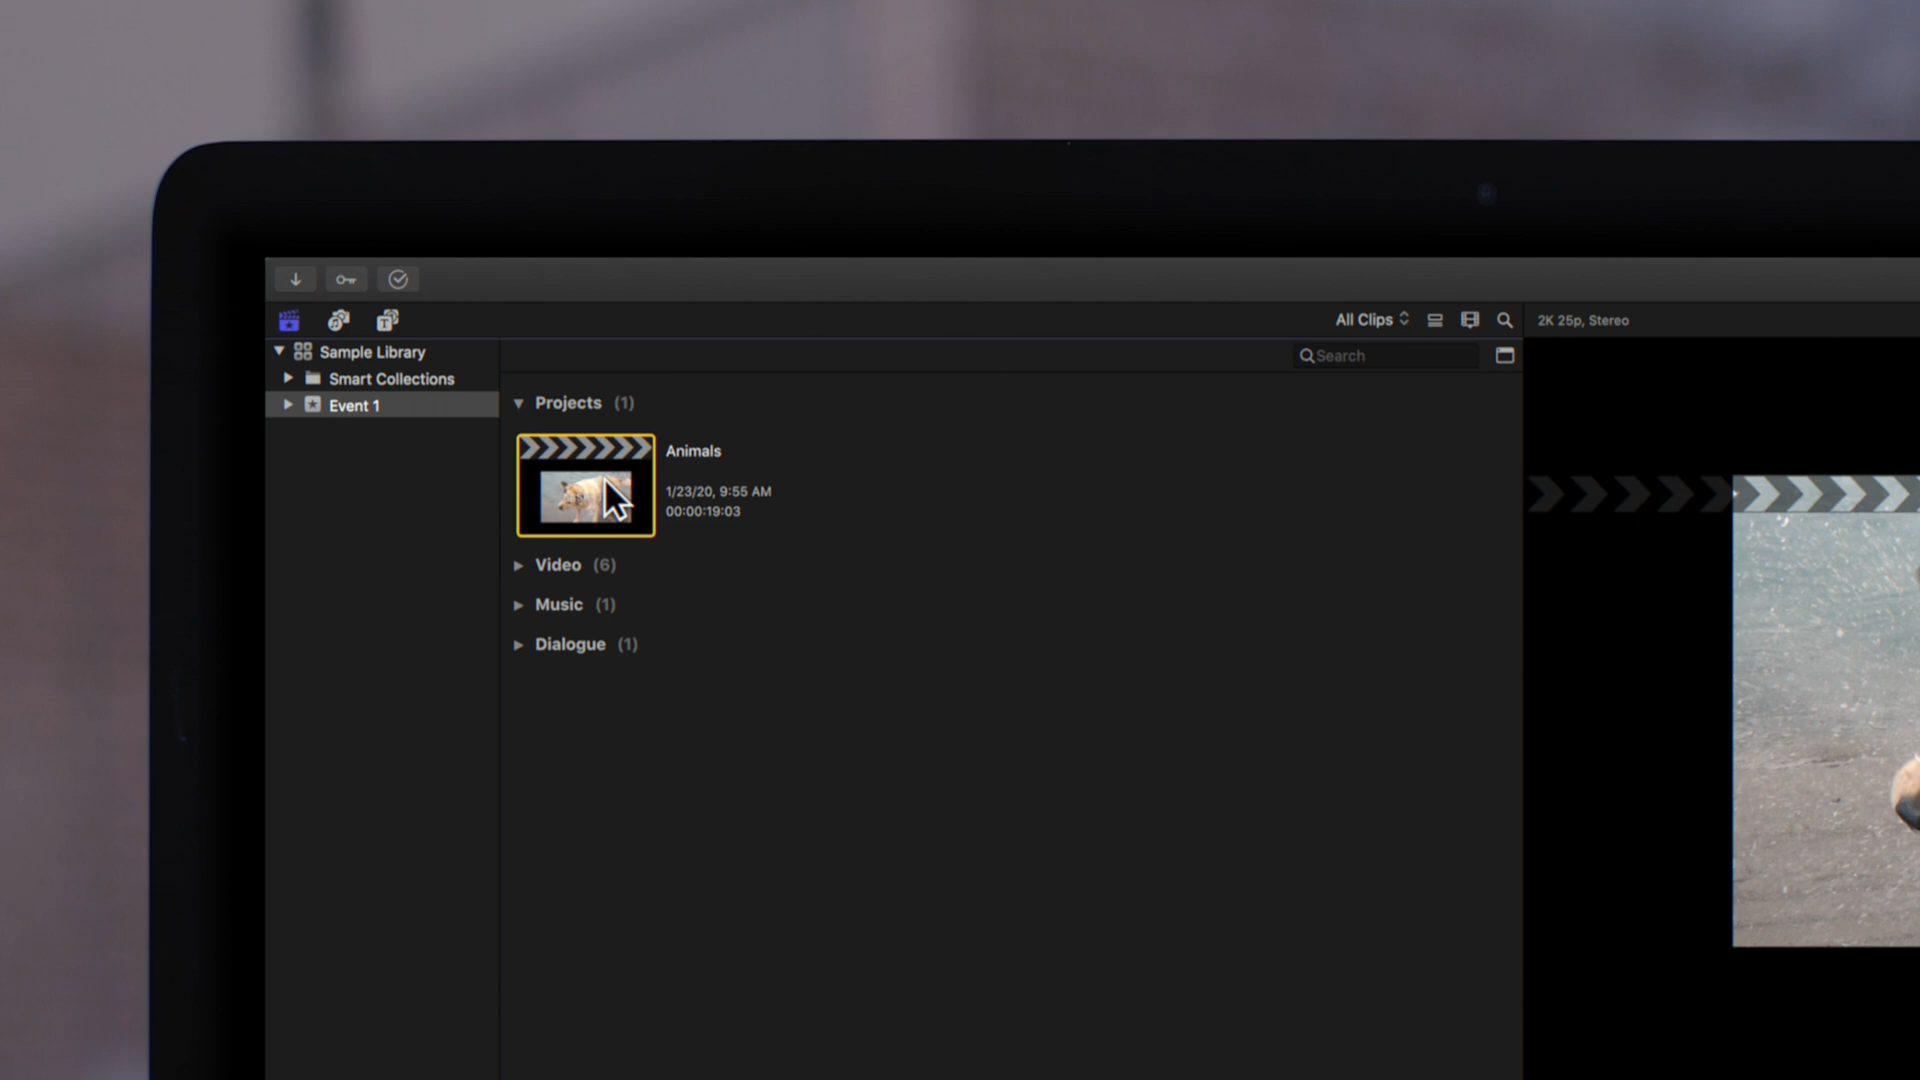 All Clips
2K 25p, Stereo
Sample Library
Search
Smart Collections
Event 1
Projects (1)
Animals
1/23/20, 9:55 AM
00:00:19:03
Video (6)
Music (1)
Dialogue (1)